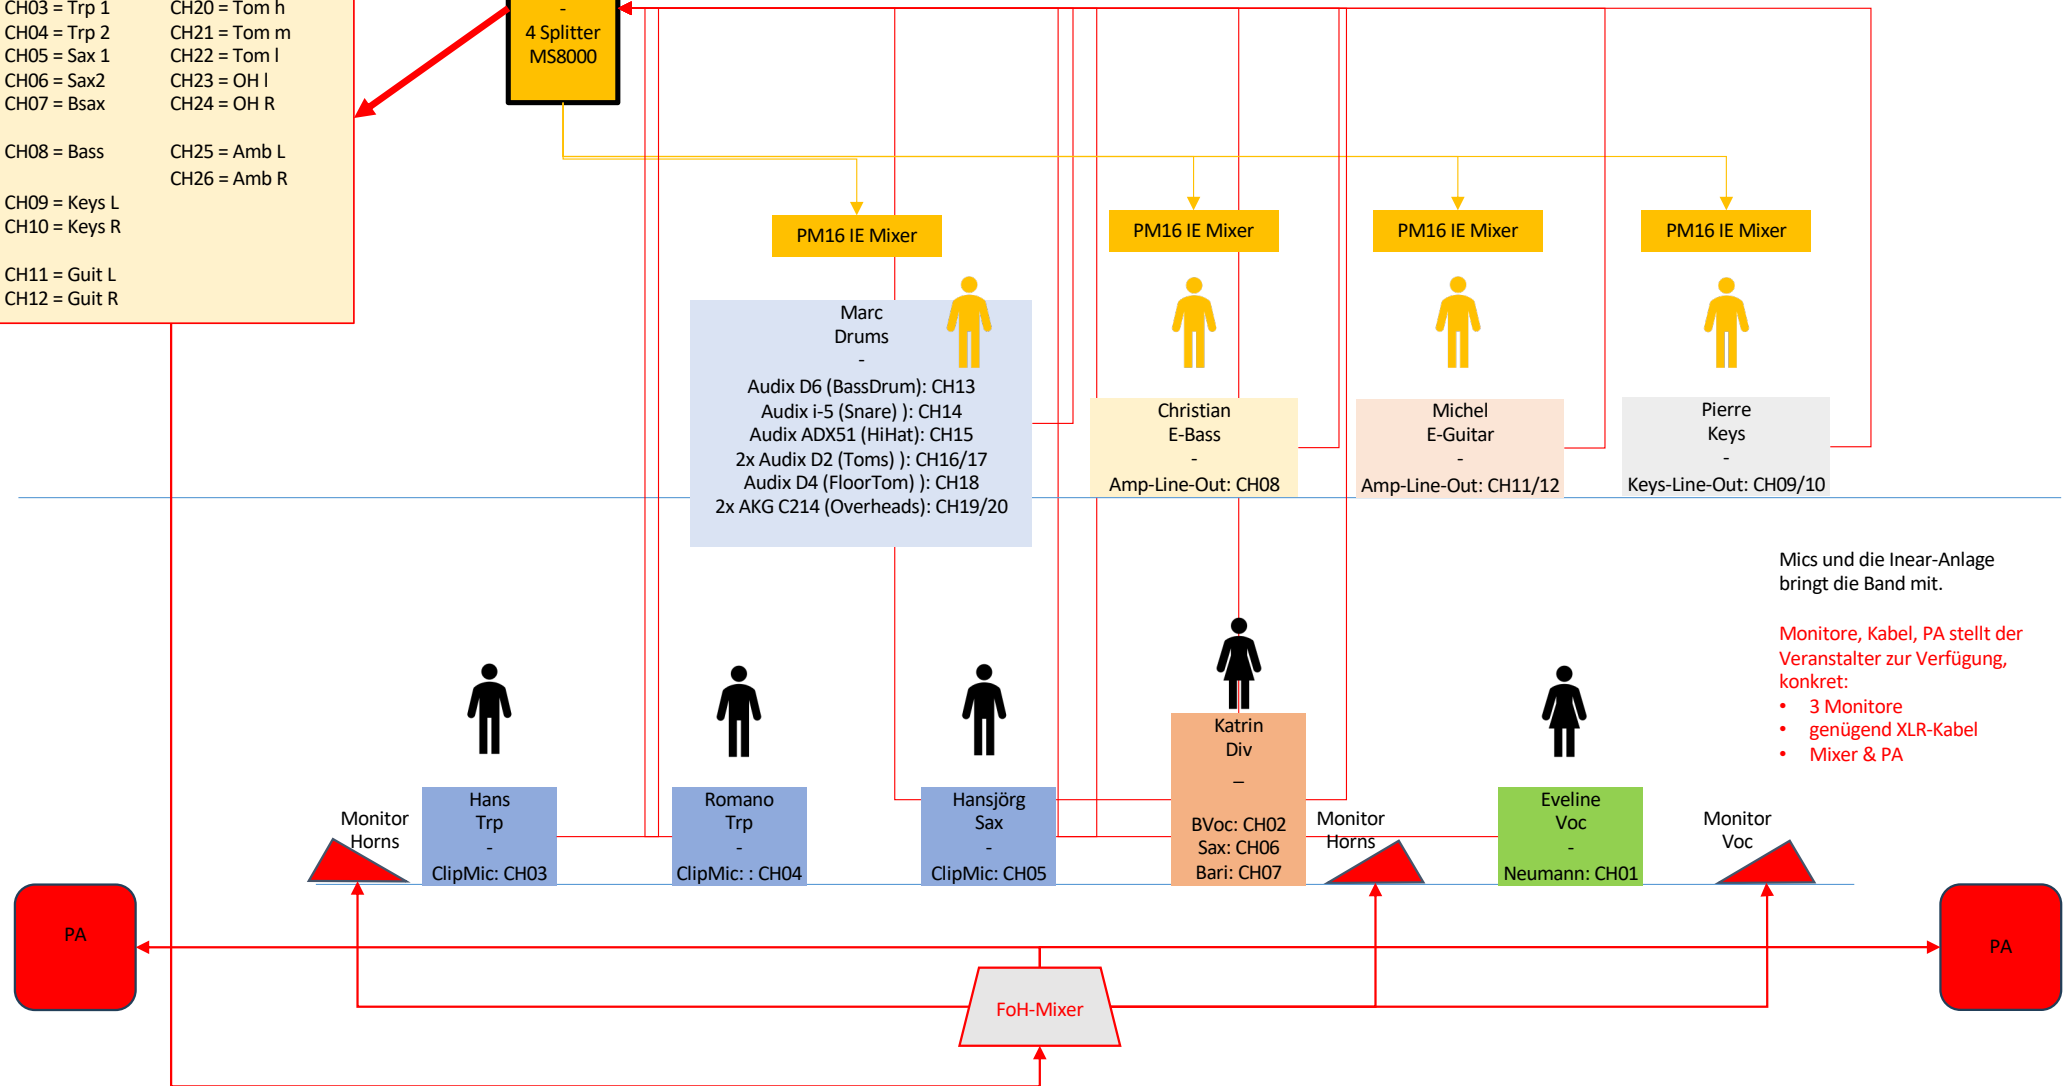 CH03 = Trp 1
CH04 = Trp 2
CH05 = Sax 1
CH06 = Sax2
CH07 = Bsax
CH08 = Bass
CH09 = Keys L
CH10 = Keys R
CH11 = Guit L
CH12 = Guit R
CH20 = Tom h
CH21 = Tom m
CH22 = Tom l
CH23 = OH l
CH24 = OH R
CH25 = Amb L
CH26 = Amb R
-
4 Splitter
MS8000
PM16 IE Mixer
PM16 IE Mixer
PM16 IE Mixer
PM16 IE Mixer
Marc
Drums
-
Audix D6 (BassDrum): CH13
Audix i-5 (Snare) ): CH14
Audix ADX51 (HiHat): CH15
2x Audix D2 (Toms) ): CH16/17
Audix D4 (FloorTom) ): CH18
2x AKG C214 (Overheads): CH19/20
Christian
E-Bass
-
Amp-Line-Out: CH08
Michel
E-Guitar
-
Amp-Line-Out: CH11/12
Pierre
Keys
-
Keys-Line-Out: CH09/10
Mics und die Inear-Anlage
bringt die Band mit.
Monitore, Kabel, PA stellt der
Veranstalter zur Verfügung,
konkret:
• 3 Monitore
• genügend XLR-Kabel
• Mixer & PA
Monitor
Horns
Hans
Trp
-
ClipMic: CH03
Romano
Trp
-
ClipMic: : CH04
Hansjörg
Sax
-
ClipMic: CH05
Katrin
Div
–
BVoc: CH02
Sax: CH06
Bari: CH07
Monitor
Horns
Eveline
Voc
-
Neumann: CH01
Monitor
Voc
PA
FoH-Mixer
PA